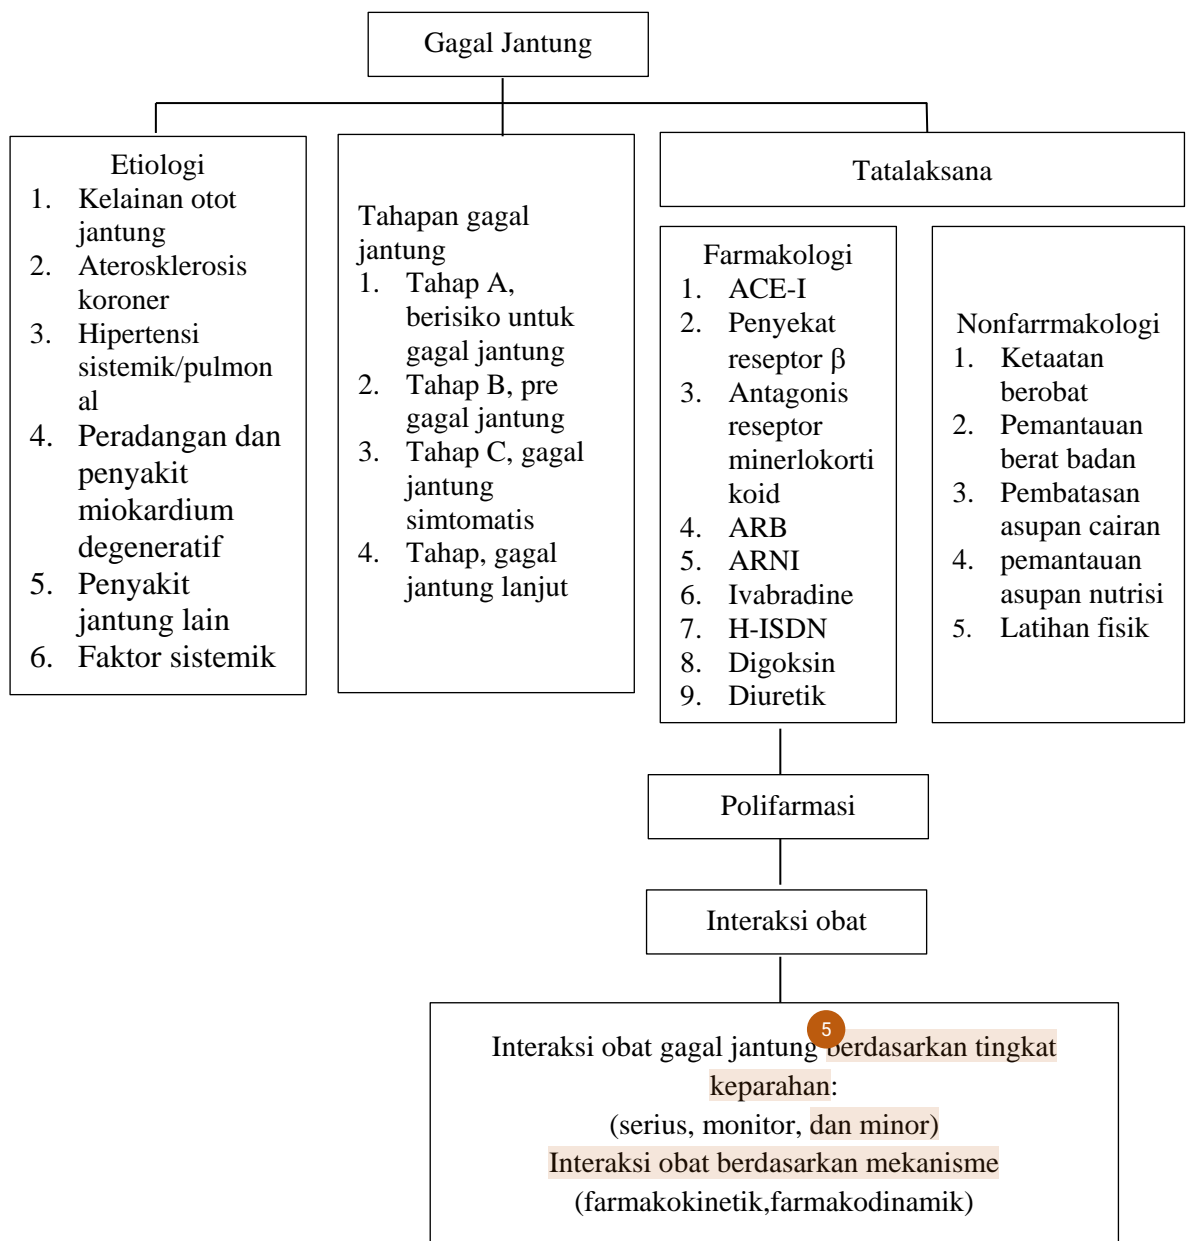 Gagal Jantung
Etiologi
1. Kelainan otot
jantung
2. Aterosklerosis
koroner
3. Hipertensi
sistemik/pulmon
al
4. Peradangan dan
penyakit
miokardium
degeneratif
5. Penyakit
jantung lain
6. Faktor sistemik
Tahapan gagal
jantung
1. Tahap A,
berisiko untuk
gagal jantung
2. Tahap B, pre
gagal jantung
3. Tahap C, gagal
jantung
simtomatis
4. Tahap, gagal
jantung lanjut
Tatalaksana
Farmakologi
1. ACE-I
2. Penyekat
reseptor β
3. Antagonis
reseptor
minerlokorti
koid
4. ARB
5. ARNI
6. Ivabradine
7. H-ISDN
8. Digoksin
9. Diuretik
Nonfarrmakologi
1. Ketaatan
berobat
2. Pemantauan
berat badan
3. Pembatasan
asupan cairan
4. pemantauan
asupan nutrisi
5. Latihan fisik
Polifarmasi
Interaksi obat
5
Interaksi obat gagal jantung berdasarkan tingkat
keparahan:
(serius, monitor, dan minor)
Interaksi obat berdasarkan mekanisme
(farmakokinetik,farmakodinamik)